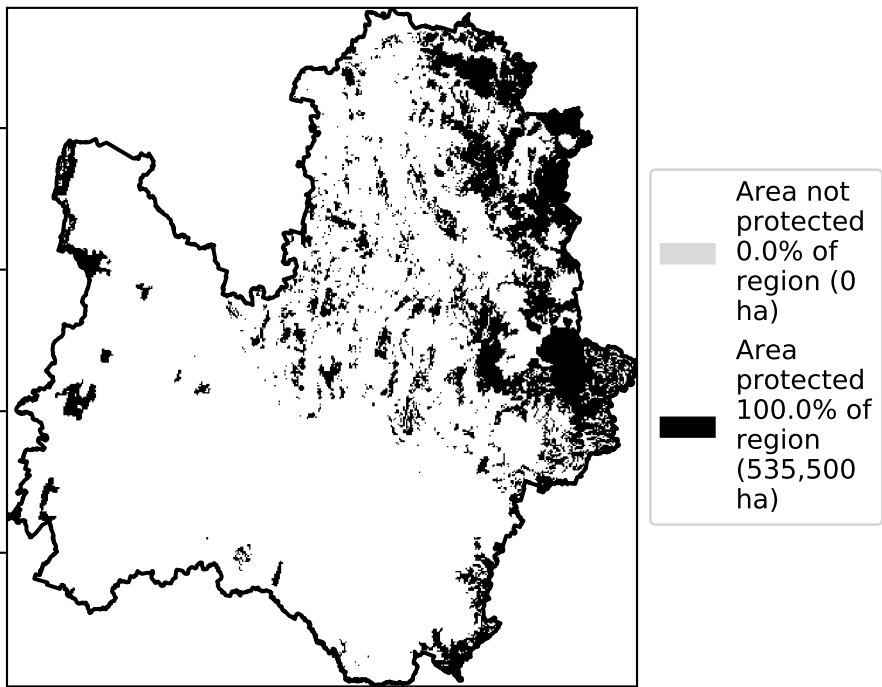 Area not
protected
0.0% of
region (0
ha)
Area
protected
100.0% of
region
(535,500
ha)